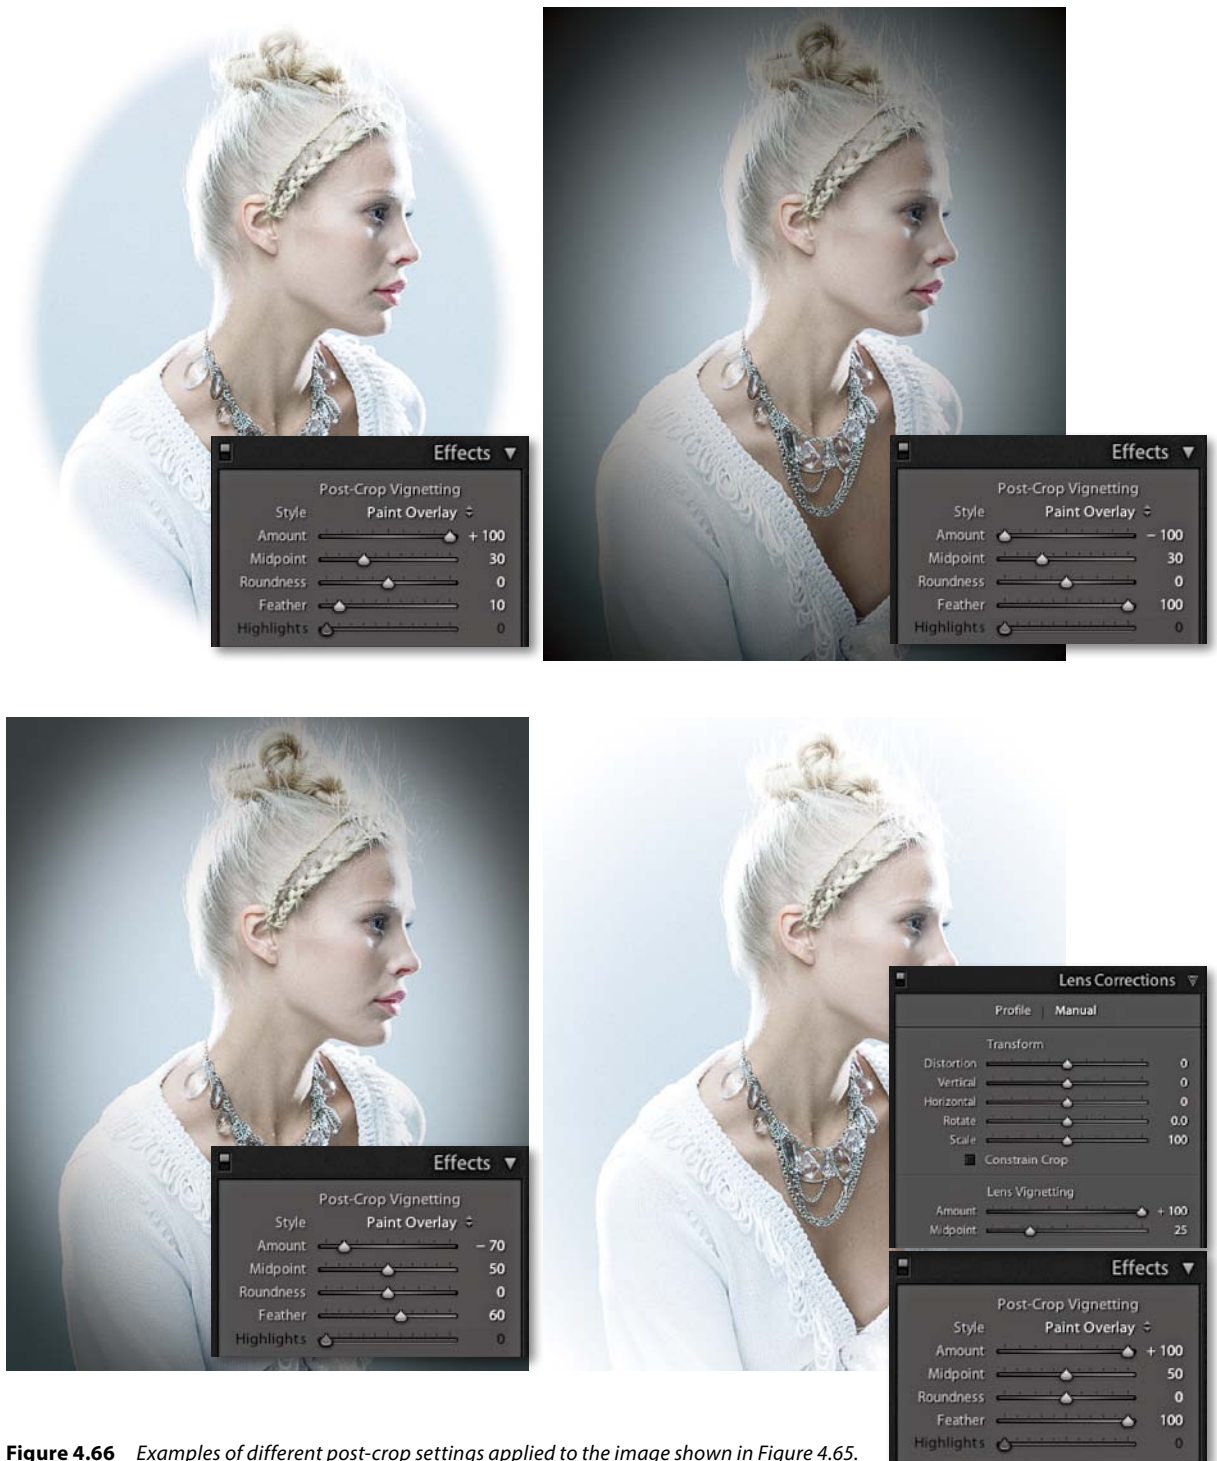 Effects
Post-Crop Vignetting
Style Paint Overlay
Amount + 100
Midpoint 30
Roundness 0
Feather 10
Highlights 0
Effects
Post-Crop Vignetting
Style Paint Overlay
Amount − 100
Midpoint 30
Roundness 0
Feather 100
Highlights 0
Effects
Post-Crop Vignetting
Style Paint Overlay
Amount − 70
Midpoint 50
Roundness 0
Feather 60
Highlights 0
Lens Corrections
Profile | Manual
Transform
Distortion 0
Vertical 0
Horizontal 0
Rotate 0.0
Scale 100
Constrain Crop
Lens Vignetting
Amount + 100
Midpoint 25
Effects
Post-Crop Vignetting
Style Paint Overlay
Amount + 100
Midpoint 50
Roundness 0
Feather 100
Highlights 0
Figure 4.66 Examples of different post-crop settings applied to the image shown in Figure 4.65.